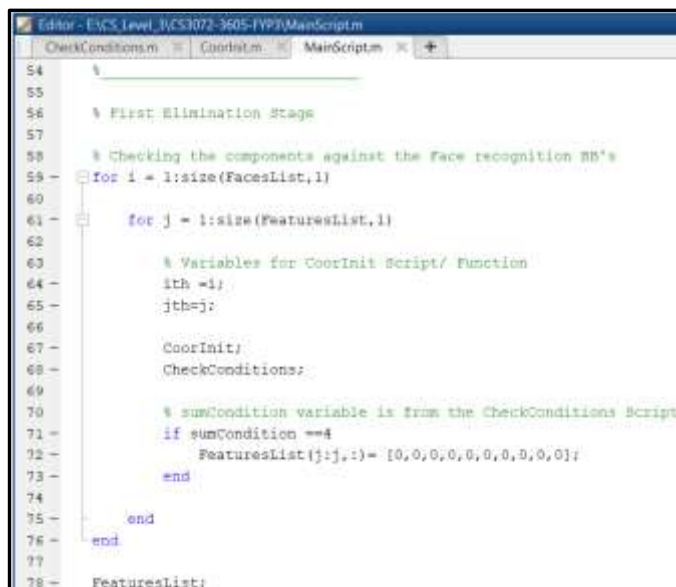 Editor - E:\CS_Level_3\CS3072-3605-FYP3\MainScript.m
CheckConditions.m CoorInit.m MainScript.m +
54 %
55
56 % First Elimination Stage
57
58 % Checking the components against the Face recognition BB's
59 - for i = 1:size(FacesList,1)
60
61 - for j = 1:size(FeaturesList,1)
62
63 % Variables for CoorInit Script/ Function
64 - ith =i;
65 - jth=j;
66
67 - CoorInit;
68 - CheckConditions;
69
70 % sumCondition variable is from the CheckConditions Script
71 - if sumCondition ==4
72 - FeaturesList(j:j,:)= [0,0,0,0,0,0,0,0,0,0];
73 - end
74
75 - end
76 - end
77
78 - FeaturesList;